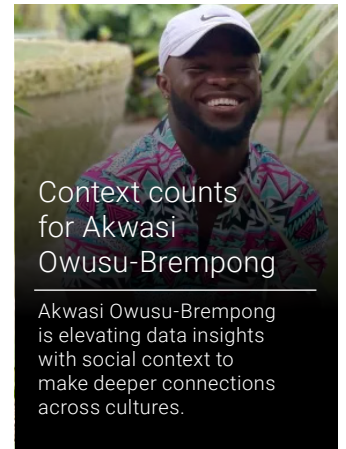 Context counts
for Akwasi
Owusu-Brempong
Akwasi Owusu-Brempong
is elevating data insights
with social context to
make deeper connections
across cultures.